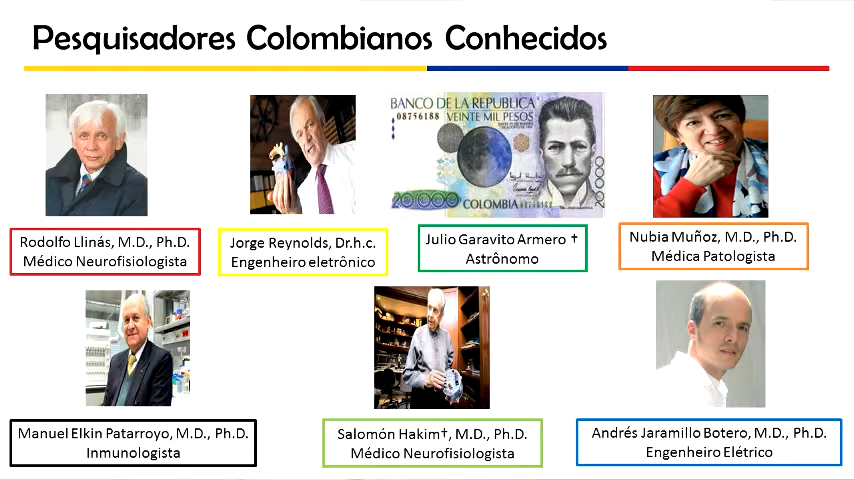 Pesquisadores Colombianos Conhecidos
BANCO DE LA REPUBLICA
08756188 VEINTE MIL PESOS
20000
COLOMBIA
20.000
Rodolfo Llinás, M.D., Ph.D.
Médico Neurofisiologista
Jorge Reynolds, Dr.h.c.
Engenheiro eletrônico
Julio Garavito Armero †
Astrônomo
Nubia Muñoz, M.D., Ph.D.
Médica Patologista
Manuel Elkin Patarroyo, M.D., Ph.D.
Inmunologista
Salomón Hakim†, M.D., Ph.D.
Médico Neurofisiologista
Andrés Jaramillo Botero, M.D., Ph.D.
Engenheiro Elétrico